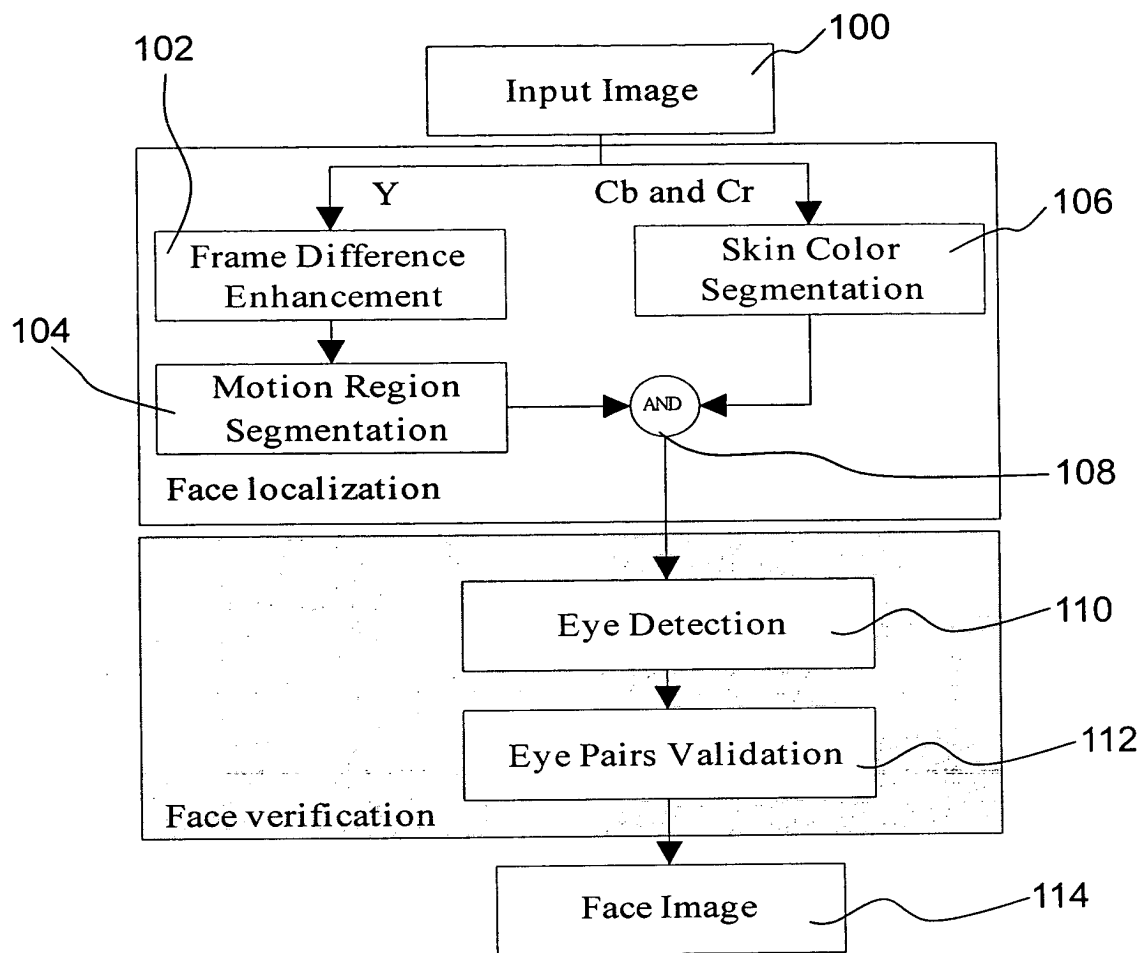 100
102
Input Image
Y
Cb and Cr
106
Frame Difference
Enhancement
Skin Color
Segmentation
104
Motion Region
Segmentation
AND
108
Face localization
Eye Detection
110
Eye Pairs Validation
112
Face verification
Face Image
114